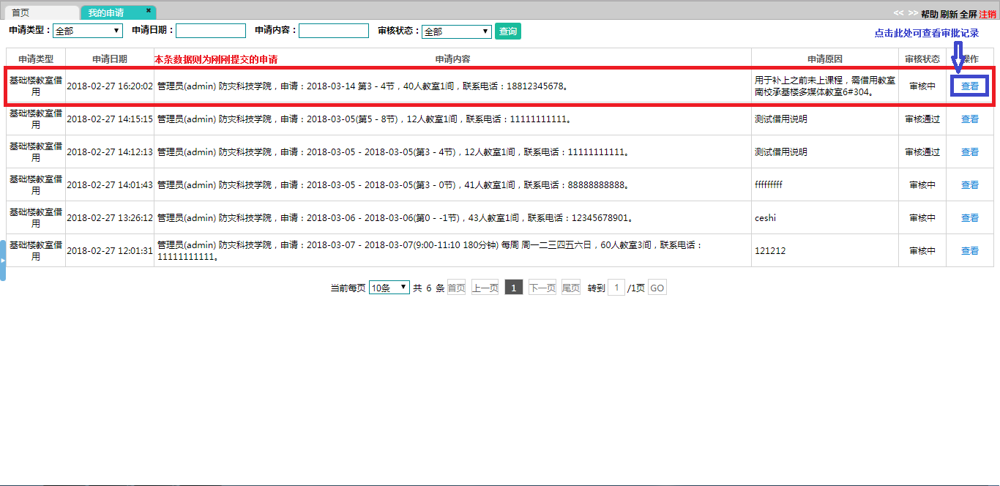 首页
我的申请
<< >> 帮助 刷新 全屏 注销
申请类型： 全部 申请日期： 申请内容： 审核状态： 全部 查询
点击此处可查看审批记录
申请类型 申请日期 本条数据则为刚刚提交的申请 申请内容 申请原因 审核状态 操作
基础楼教室借
用
2018-02-27 16:20:02
管理员(admin) 防灾科技学院，申请：2018-03-14 第3 - 4节，40人教室1间，联系电话：18812345678。
用于补上之前未上课程，需借用教室
南校承基楼多媒体教室6#304。
审核中
查看
基础楼教室借
用
2018-02-27 14:15:15
管理员(admin) 防灾科技学院，申请：2018-03-05(第5 - 8节)，12人教室1间，联系电话：11111111111。
测试借用说明
审核通过
查看
基础楼教室借
用
2018-02-27 14:12:13
管理员(admin) 防灾科技学院，申请：2018-03-05 - 2018-03-05(第3 - 4节)，12人教室1间，联系电话：11111111111。
测试借用说明
审核通过
查看
基础楼教室借
用
2018-02-27 14:01:43
管理员(admin) 防灾科技学院，申请：2018-03-05 - 2018-03-05(第3 - 0节)，41人教室1间，联系电话：88888888888。
fffffffff
审核中
查看
基础楼教室借
用
2018-02-27 13:26:12
管理员(admin) 防灾科技学院，申请：2018-03-06 - 2018-03-06(第0 - -1节)，43人教室1间，联系电话：12345678901。
ceshi
审核中
查看
基础楼教室借
用
2018-02-27 12:01:31
管理员(admin) 防灾科技学院，申请：2018-03-07 - 2018-03-07(9:00-11:10 180分钟) 每周 周一二三四五六日，60人教室3间，联系电话：
11111111111。
121212
审核中
查看
当前每页 10条 共 6 条 首页 上一页 1 下一页 尾页 转到 1 /1页 GO